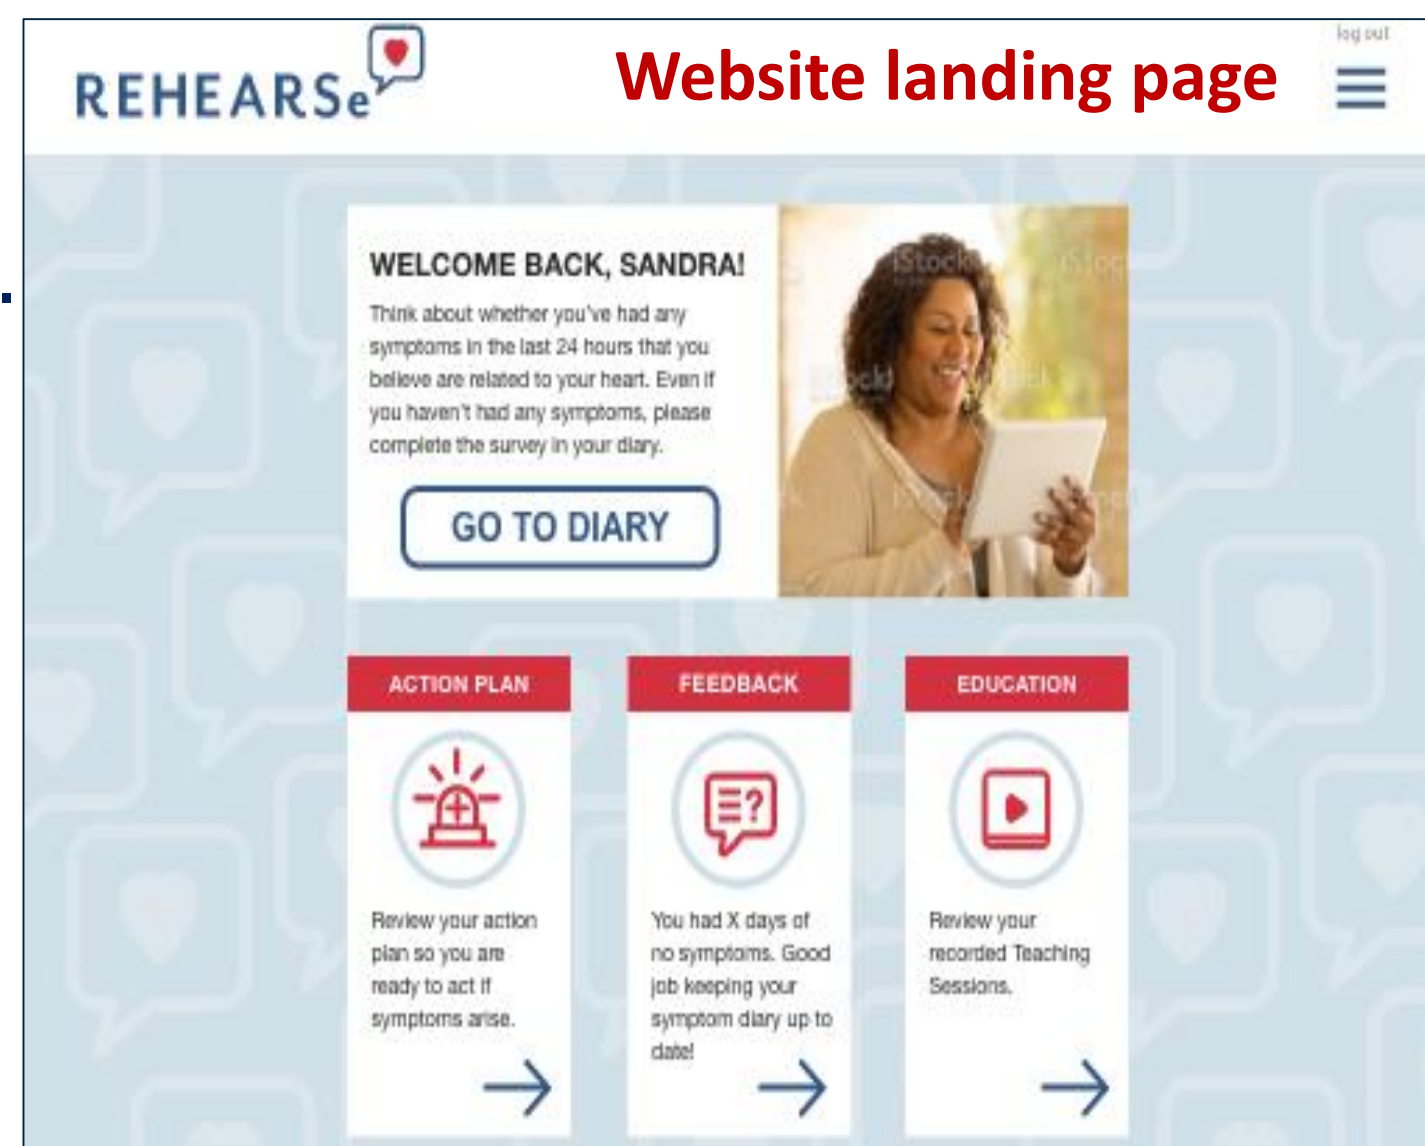 REHEARSe
Website landing page
log out
WELCOME BACK, SANDRA!
Think about whether you've had any
symptoms in the last 24 hours that you
believe are related to your heart. Even if
you haven't had any symptoms, please
complete the survey in your diary.
GO TO DIARY
iStock
iStock
iStock
iStock
ACTION PLAN
Review your action
plan so you are
ready to act if
symptoms arise.
FEEDBACK
?
You had X days of
no symptoms. Good
job keeping your
symptom diary up to
date!
EDUCATION
Review your
recorded Teaching
Sessions.